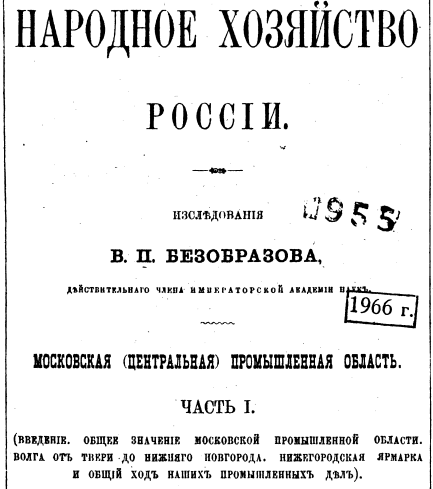 НАРОДНОЕ ХОЗЯЙСТВО
РОССІИ.
ИЗСЛѢДОВАНІЯ
955
В. П. БЕЗОБРАЗОВА,
ДѢЙСТВИТЕЛЬНАГО ЧЛЕНА ИМПЕРАТОРСКОЙ АКАДЕМІИ НАУКЪ.
1966 г.
МОСКОВСКАЯ (ЦЕНТРАЛЬНАЯ) ПРОМЫШЛЕННАЯ ОБЛАСТЬ.
ЧАСТЬ I.
(ВВЕДЕНІЕ. ОБЩЕЕ ЗНАЧЕНІЕ МОСКОВСКОЙ ПРОМЫШЛЕННОЙ ОБЛАСТИ.
ВОЛГА ОТЪ ТВЕРИ ДО НИЖНЯГО НОВГОРОДА. НИЖЕГОРОДСКАЯ ЯРМАРКА
И ОБЩІЙ ХОДЪ НАШИХЪ ПРОМЫШЛЕННЫХЪ ДѢЛЪ).